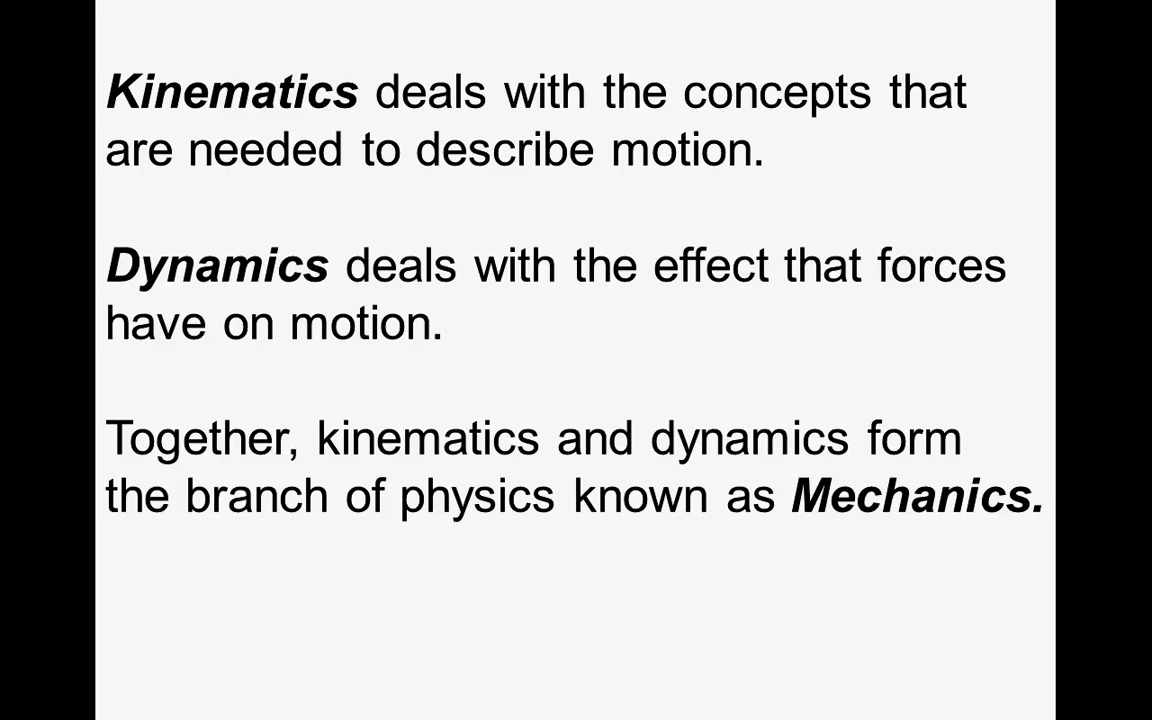 Kinematics deals with the concepts that
are needed to describe motion.
Dynamics deals with the effect that forces
have on motion.
Together, kinematics and dynamics form
the branch of physics known as Mechanics.